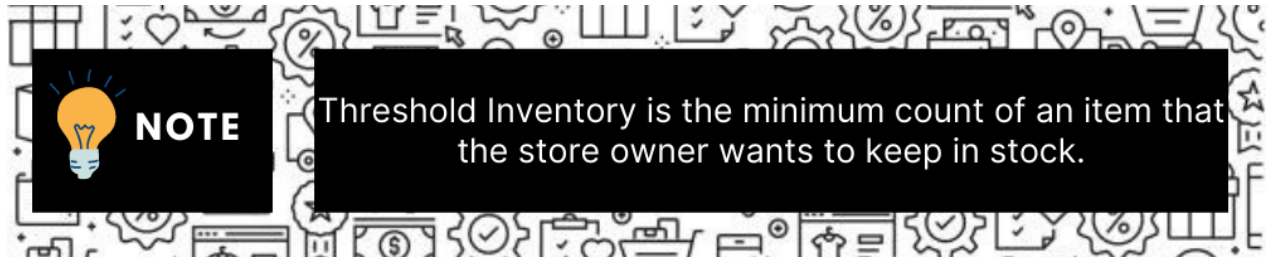 NOTE
Threshold Inventory is the minimum count of an item that
the store owner wants to keep in stock.